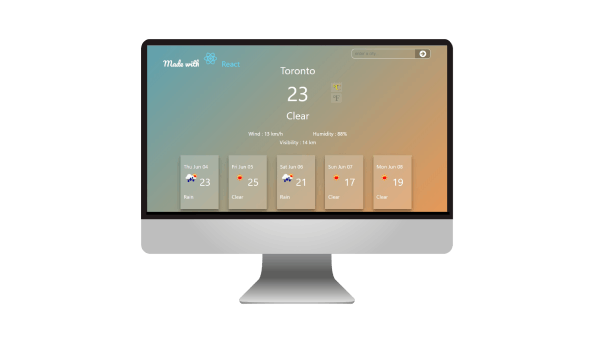 Made with React
Toronto
23
Clear
Wind : 13 km/h Humidity : 88%
Visibility : 14 km
Thu Jun 04
23
Rain
Fri Jun 05
25
Clear
Sat Jun 06
21
Rain
Sun Jun 07
17
Clear
Mon Jun 08
19
Clear